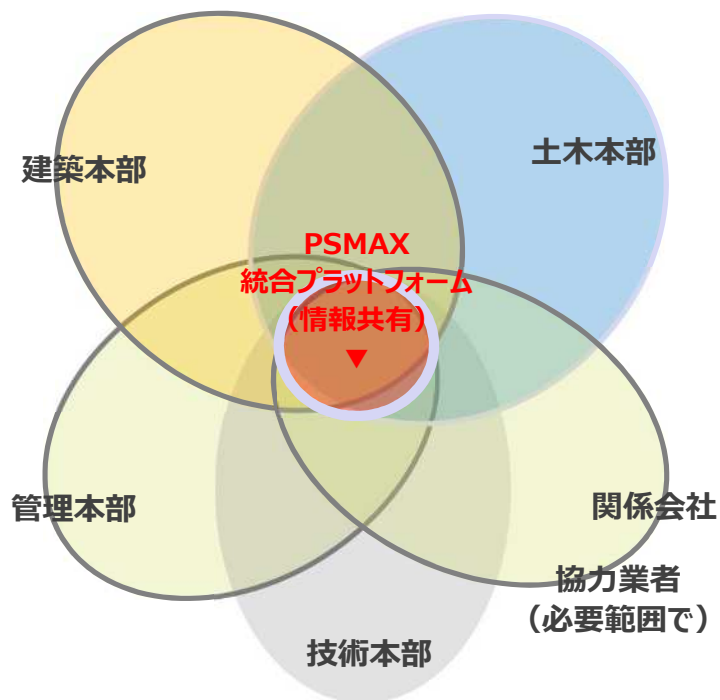 建築本部
土木本部
PSMAX
統合プラットフォーム
（情報共有）
▼
管理本部
関係会社
協力業者
（必要範囲で）
技術本部